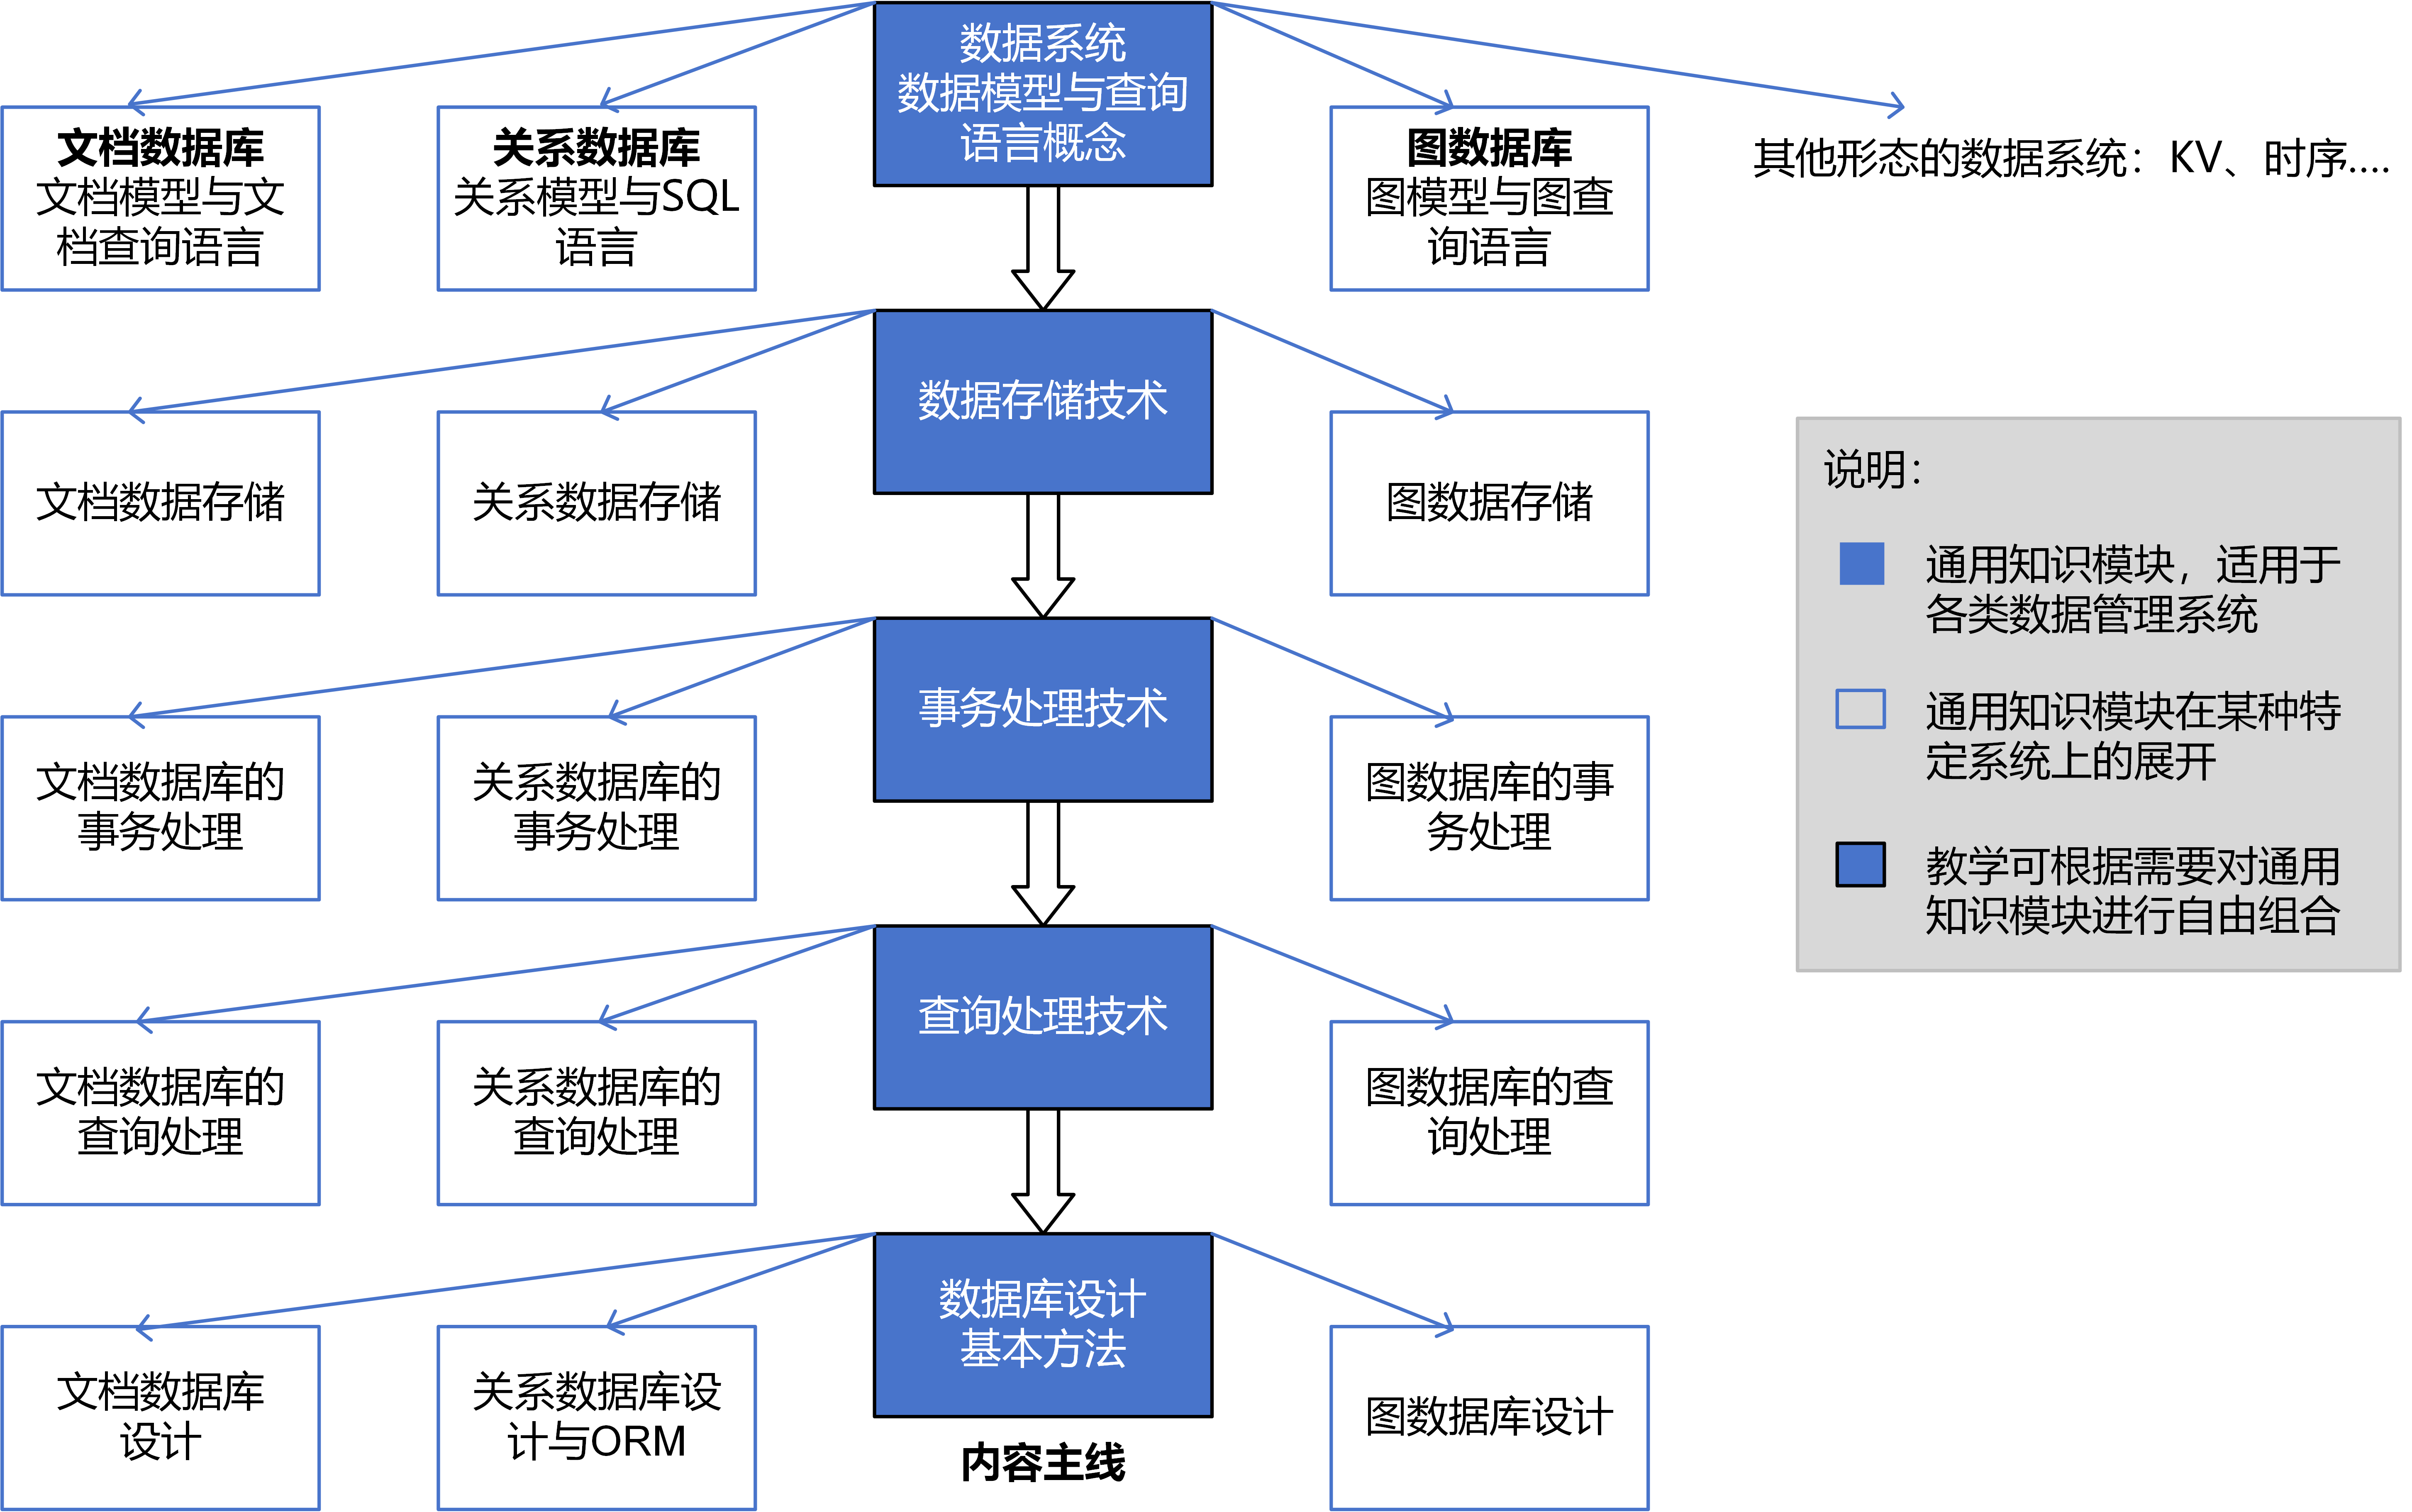 数据系统
数据模型与查询
语言概念
文档数据库
文档模型与文
档查询语言
关系数据库
关系模型与SQL
语言
图数据库
图模型与图查
询语言
其他形态的数据系统：KV、时序....
数据存储技术
文档数据存储
关系数据存储
图数据存储
事务处理技术
文档数据库的
事务处理
关系数据库的
事务处理
图数据库的事
务处理
查询处理技术
文档数据库的
查询处理
关系数据库的
查询处理
图数据库的查
询处理
数据库设计
基本方法
文档数据库
设计
关系数据库设
计与ORM
图数据库设计
内容主线
说明：
通用知识模块，适用于
各类数据管理系统
通用知识模块在某种特
定系统上的展开
教学可根据需要对通用
知识模块进行自由组合